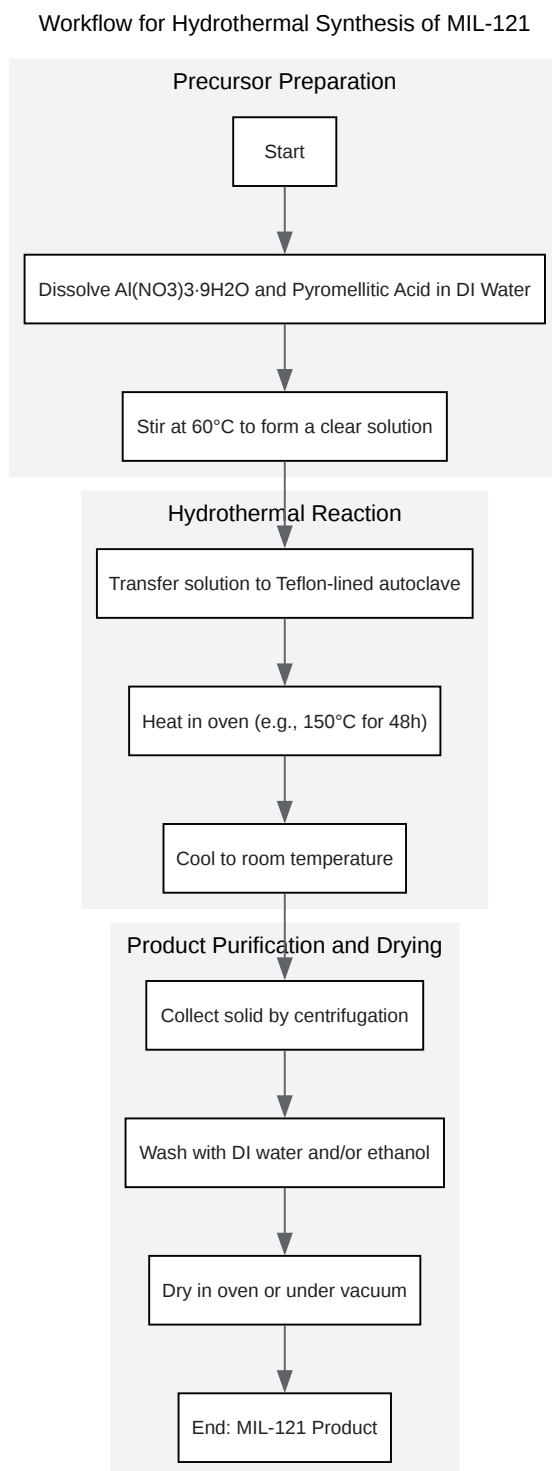 Workflow for Hydrothermal Synthesis of MIL-121
Precursor Preparation
Start
Dissolve Al(NO3)3·9H2O and Pyromellitic Acid in DI Water
Stir at 60°C to form a clear solution
Hydrothermal Reaction
Transfer solution to Teflon-lined autoclave
Heat in oven (e.g., 150°C for 48h)
Cool to room temperature
Product Purification and Drying
Collect solid by centrifugation
Wash with DI water and/or ethanol
Dry in oven or under vacuum
End: MIL-121 Product